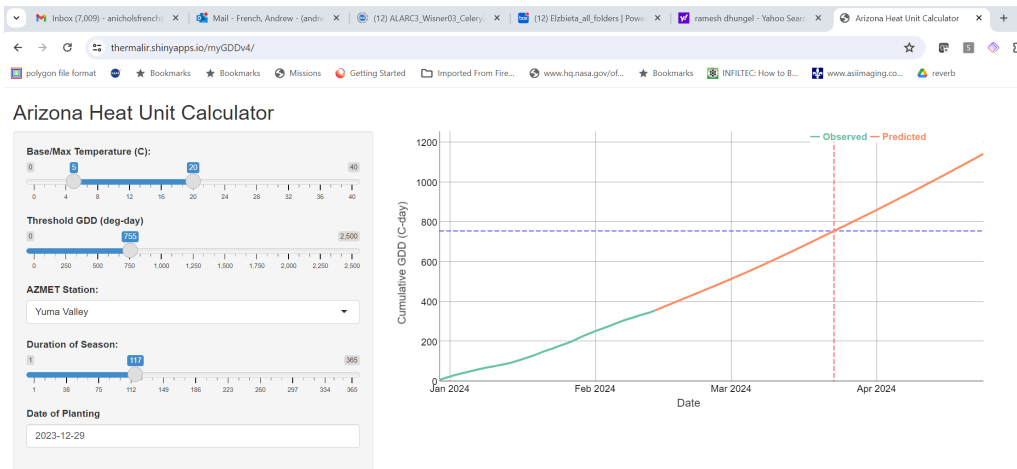 Inbox (7,009) - anicholsfrench
Mail - French, Andrew - (andre
(12) ALARC3_Wisner03_Celery
(12) Elzbieta_all_folders | Power
ramesh dhungel - Yahoo Sear
Arizona Heat Unit Calculator
thermalir.shinyapps.io/myGDDv4/
polygon file format
Bookmarks
Bookmarks
Missions
Getting Started
Imported From Fire...
www.hq.nasa.gov/of...
Bookmarks
INFILTEC: How to B...
www.asiimaging.co...
reverb
Arizona Heat Unit Calculator
Base/Max Temperature (C):
0 5 20 40
0 4 8 12 16 20 24 28 32 36 40
Threshold GDD (deg-day)
0 755 2,500
0 250 500 750 1,000 1,250 1,500 1,750 2,000 2,250 2,500
AZMET Station:
Yuma Valley
Duration of Season:
1 117 365
1 38 75 112 149 186 223 260 297 334 365
Date of Planting
2023-12-29
Observed Predicted
1200
1000
800
600
400
200
0
Cumulative GDD (C-day)
Jan 2024 Feb 2024 Mar 2024 Apr 2024
Date